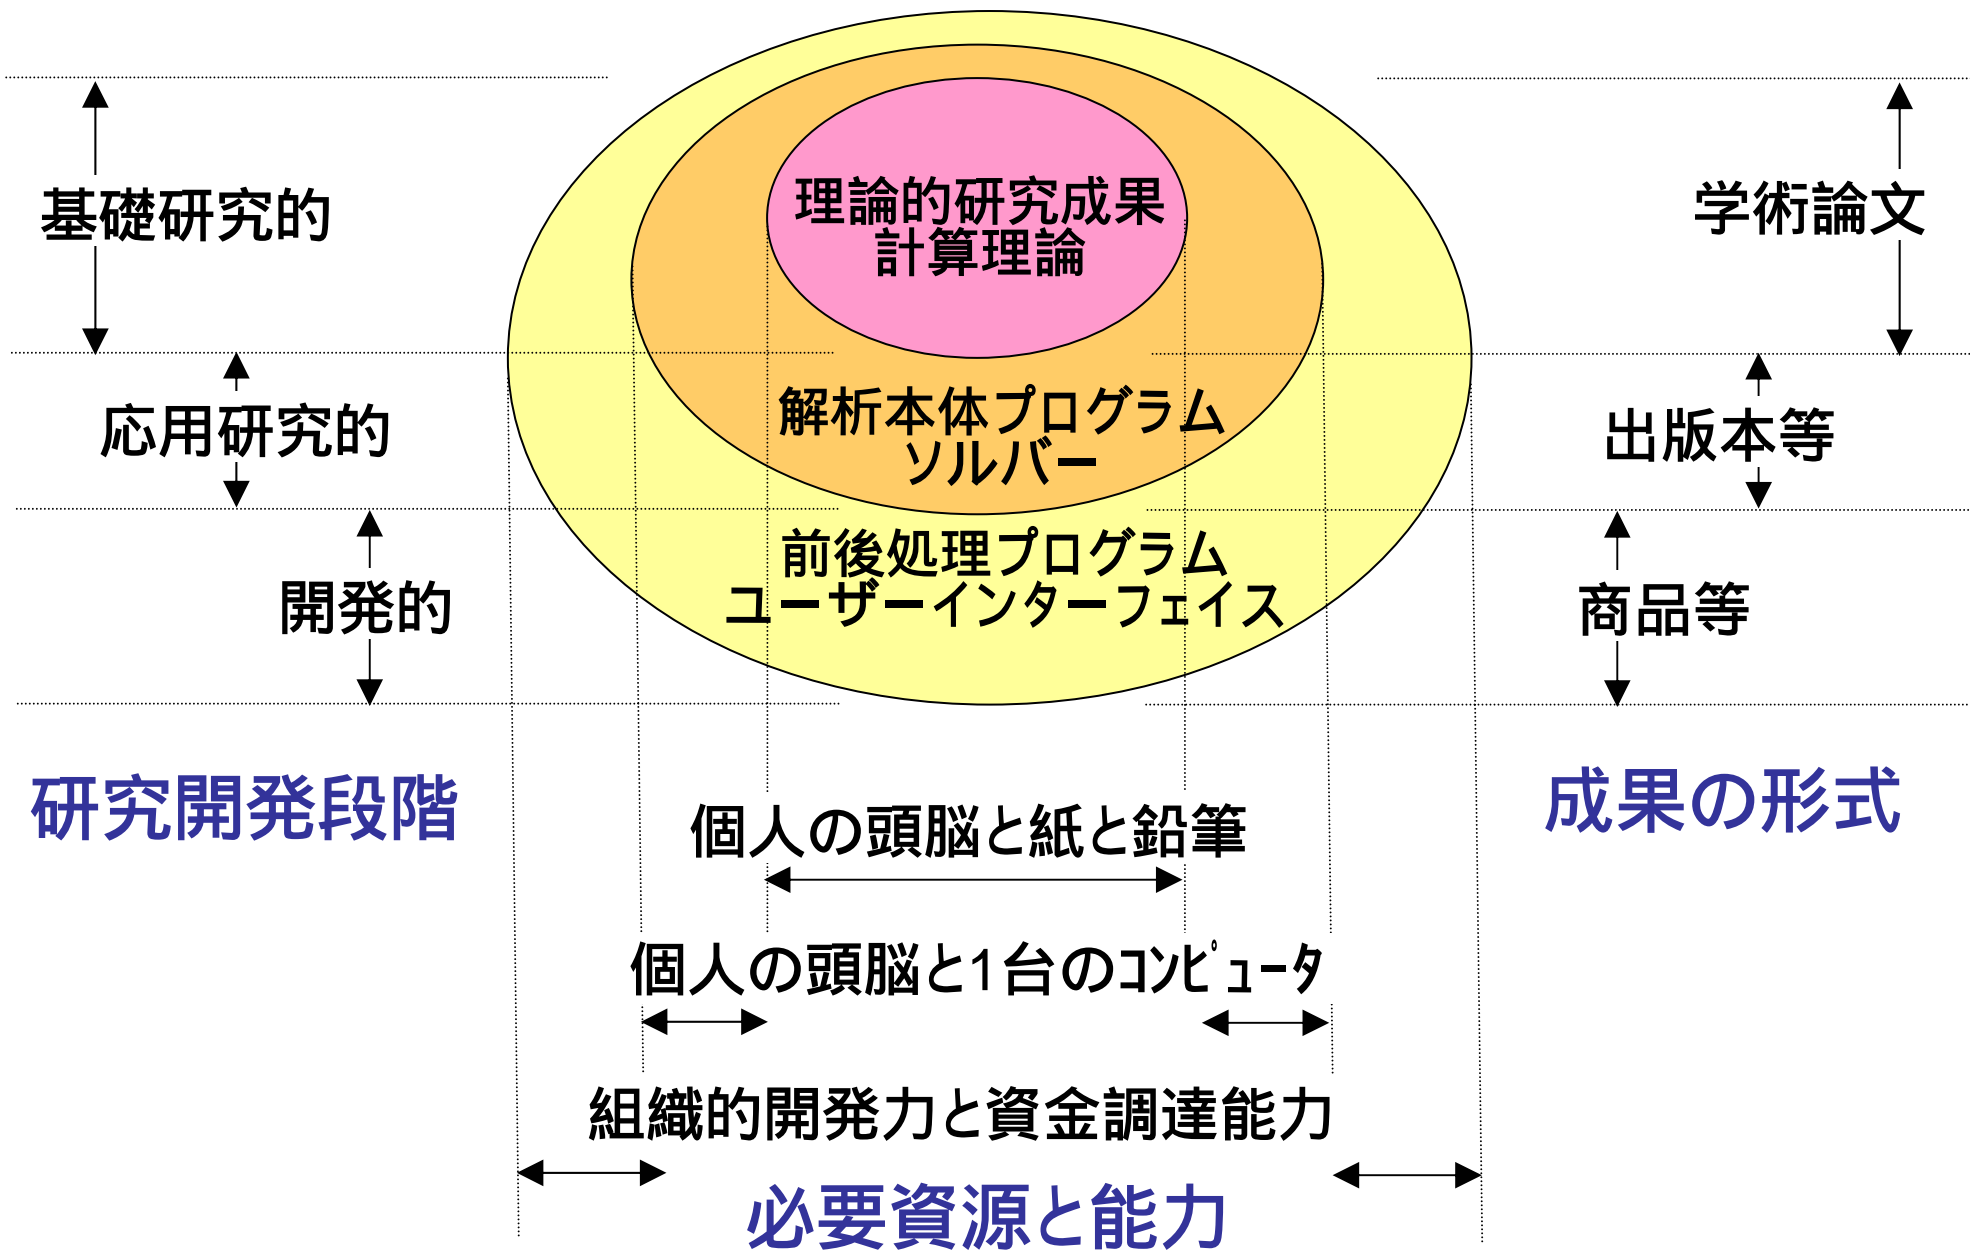 理論的研究成果
計算理論
基礎研究的
学術論文
解析本体プログラム
ソルバー
応用研究的
出版本等
前後処理プログラム
ユーザーインターフェイス
開発的
商品等
研究開発段階
成果の形式
個人の頭脳と紙と鉛筆
個人の頭脳と1台のｺﾝﾋﾟｭｰﾀ
組織的開発力と資金調達能力
必要資源と能力